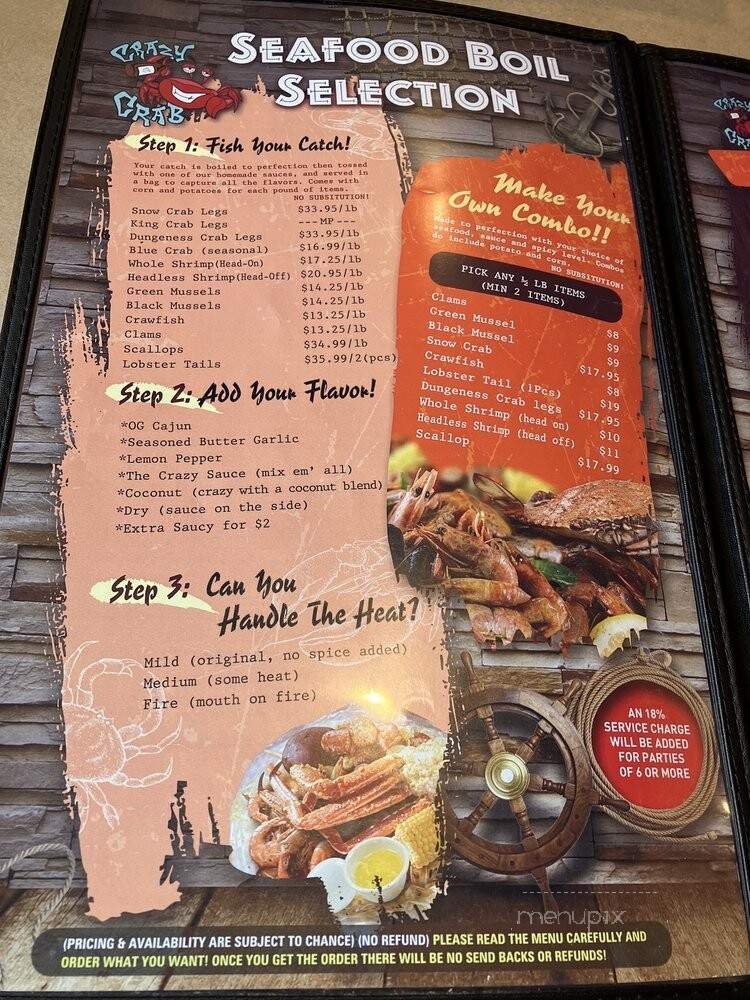 CRAZY
CRAB
SEAFOOD BOIL
SELECTION
Step 1: Fish Your Catch!
Your catch is boiled to perfection then tossed
with one of our homemade sauces, and served in
a bag to capture all the flavors. Comes with
corn and potatoes for each pound of items.
NO SUBSITUTION!
Snow Crab Legs $33.95/lb
King Crab Legs ---MP---
Dungeness Crab Legs $33.95/lb
Blue Crab (seasonal) $16.99/lb
Whole Shrimp(Head-On) $17.25/lb
Headless Shrimp(Head-Off) $20.95/lb
Green Mussels $14.25/lb
Black Mussels $14.25/lb
Crawfish $13.25/lb
Clams $13.25/lb
Scallops $34.99/lb
Lobster Tails $35.99/2(pcs)
Step 2: Add Your Flavor!
*OG Cajun
*Seasoned Butter Garlic
*Lemon Pepper
*The Crazy Sauce (mix em' all)
*Coconut (crazy with a coconut blend)
*Dry (sauce on the side)
*Extra Saucy for $2
Step 3: Can You
Handle The Heat?
Mild (original, no spice added)
Medium (some heat)
Fire (mouth on fire)
Make Your
Own Combo!!
Made to perfection with your choice of
seafood, sauce and spicy level. Combos
do include potato and corn.
NO SUBSITUTION!
PICK ANY ½ LB ITEMS
(MIN 2 ITEMS)
Clams $8
Green Mussel $9
Black Mussel $9
Snow Crab $17.95
Crawfish $8
Lobster Tail (1Pcs) $19
Dungeness Crab legs $17.95
Whole Shrimp (head on) $10
Headless Shrimp (head off) $11
Scallop $17.99
AN 18%
SERVICE CHARGE
WILL BE ADDED
FOR PARTIES
OF 6 OR MORE
menupix
(PRICING & AVAILABILITY ARE SUBJECT TO CHANCE) (NO REFUND) PLEASE READ THE MENU CAREFULLY AND
ORDER WHAT YOU WANT! ONCE YOU GET THE ORDER THERE WILL BE NO SEND BACKS OR REFUNDS!